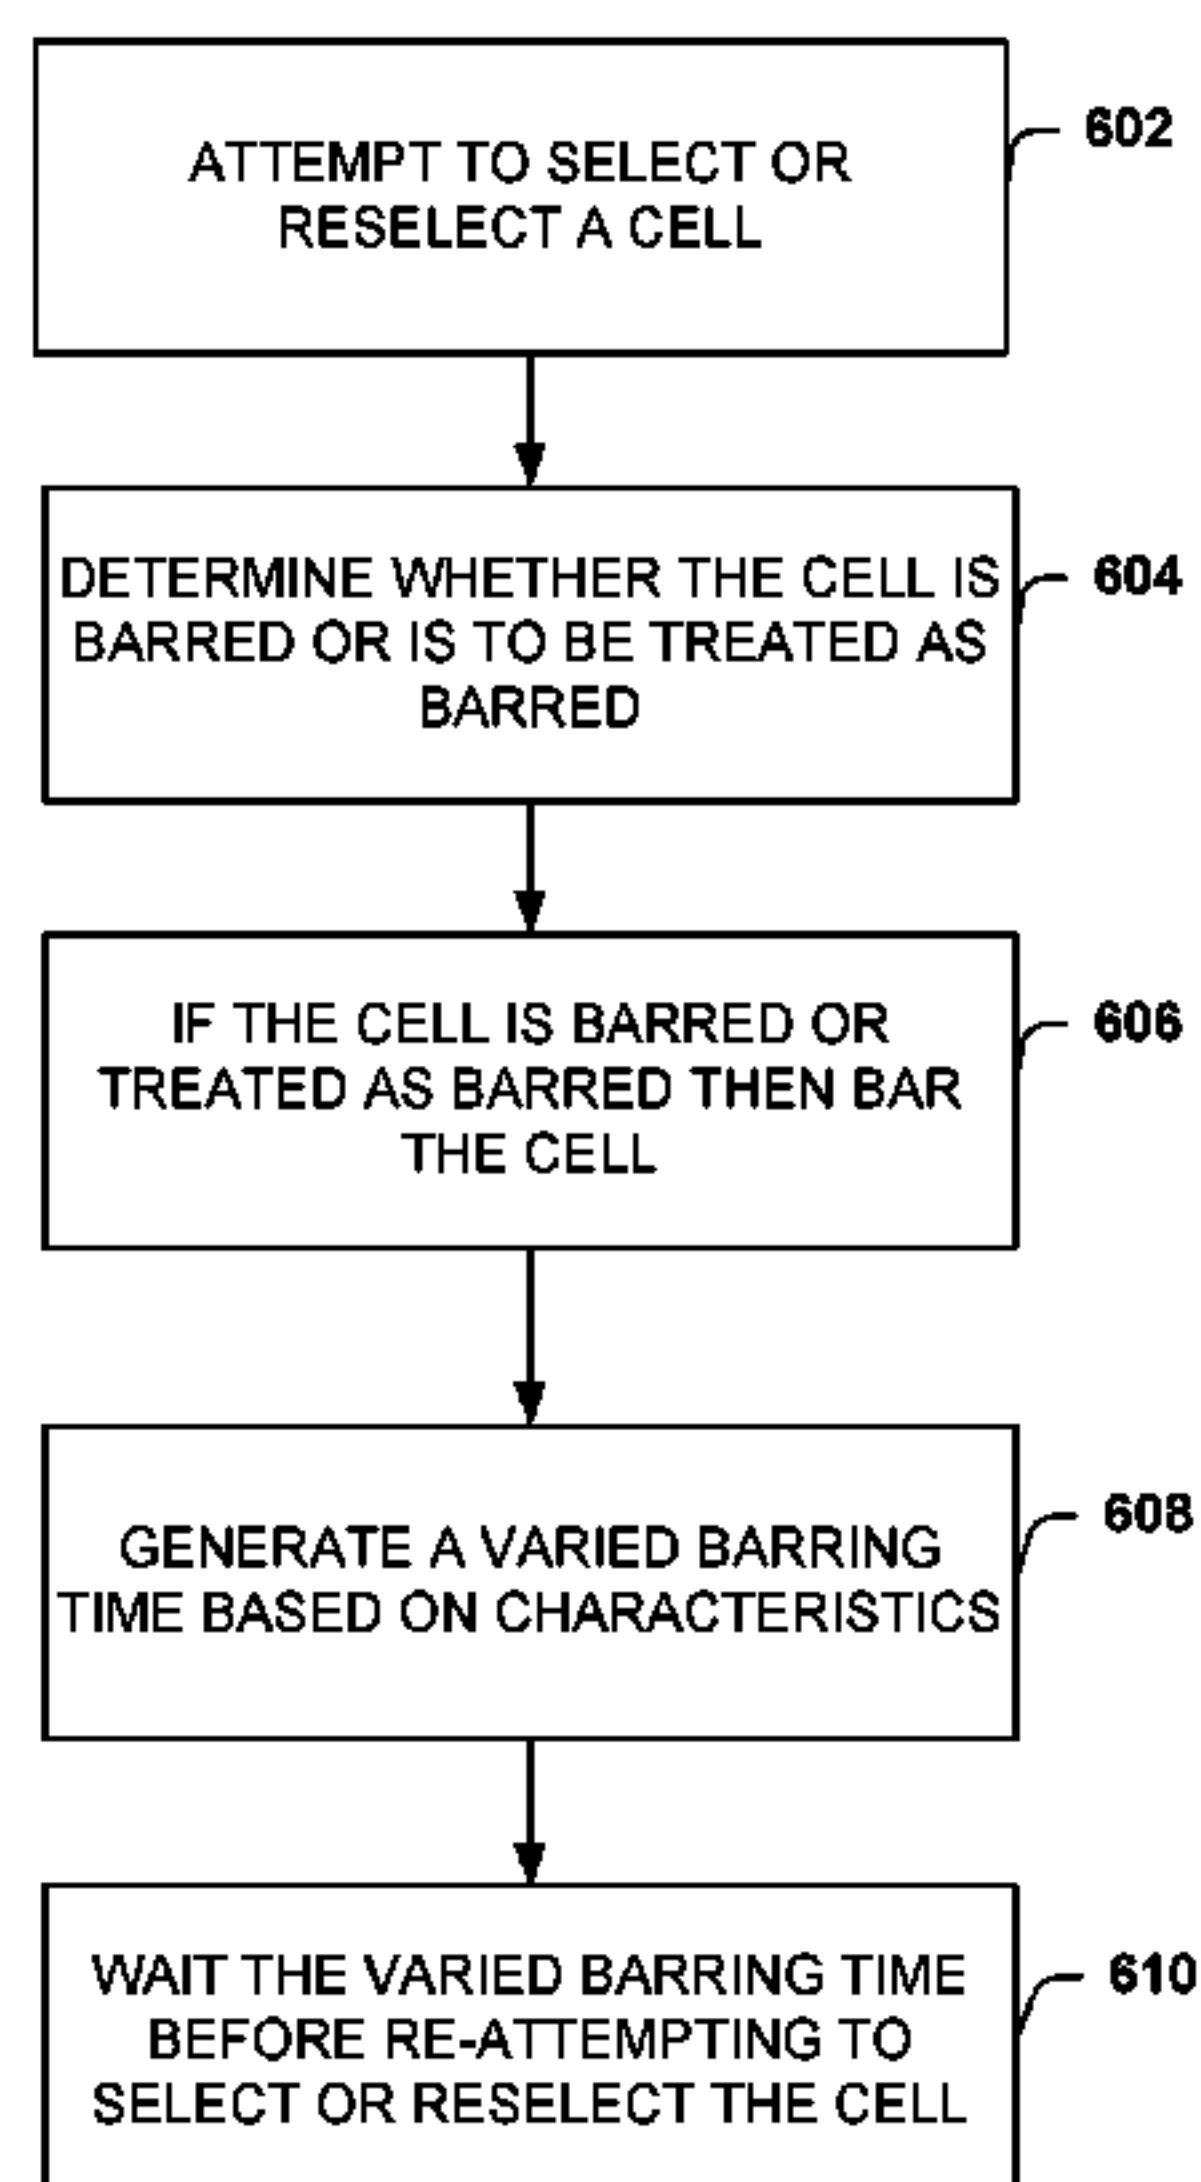 ATTEMPT TO SELECT OR
RESELECT A CELL
602
DETERMINE WHETHER THE CELL IS
BARRED OR IS TO BE TREATED AS
BARRED
604
IF THE CELL IS BARRED OR
TREATED AS BARRED THEN BAR
THE CELL
606
GENERATE A VARIED BARRING
TIME BASED ON CHARACTERISTICS
608
WAIT THE VARIED BARRING TIME
BEFORE RE-ATTEMPTING TO
SELECT OR RESELECT THE CELL
610